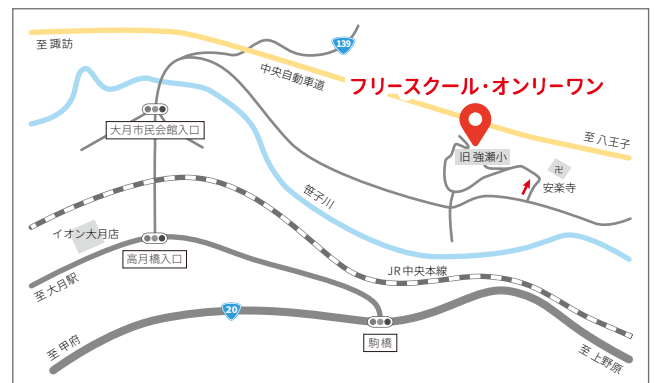 至 諏訪
139
中央自動車道
フリースクール・オンリーワン
大月市民会館入口
至 八王子
旧 強瀬小
卍
安楽寺
笹子川
イオン大月店
高月橋入口
JR 中央本線
至 大月駅
20
至 甲府
駒橋
至 上野原